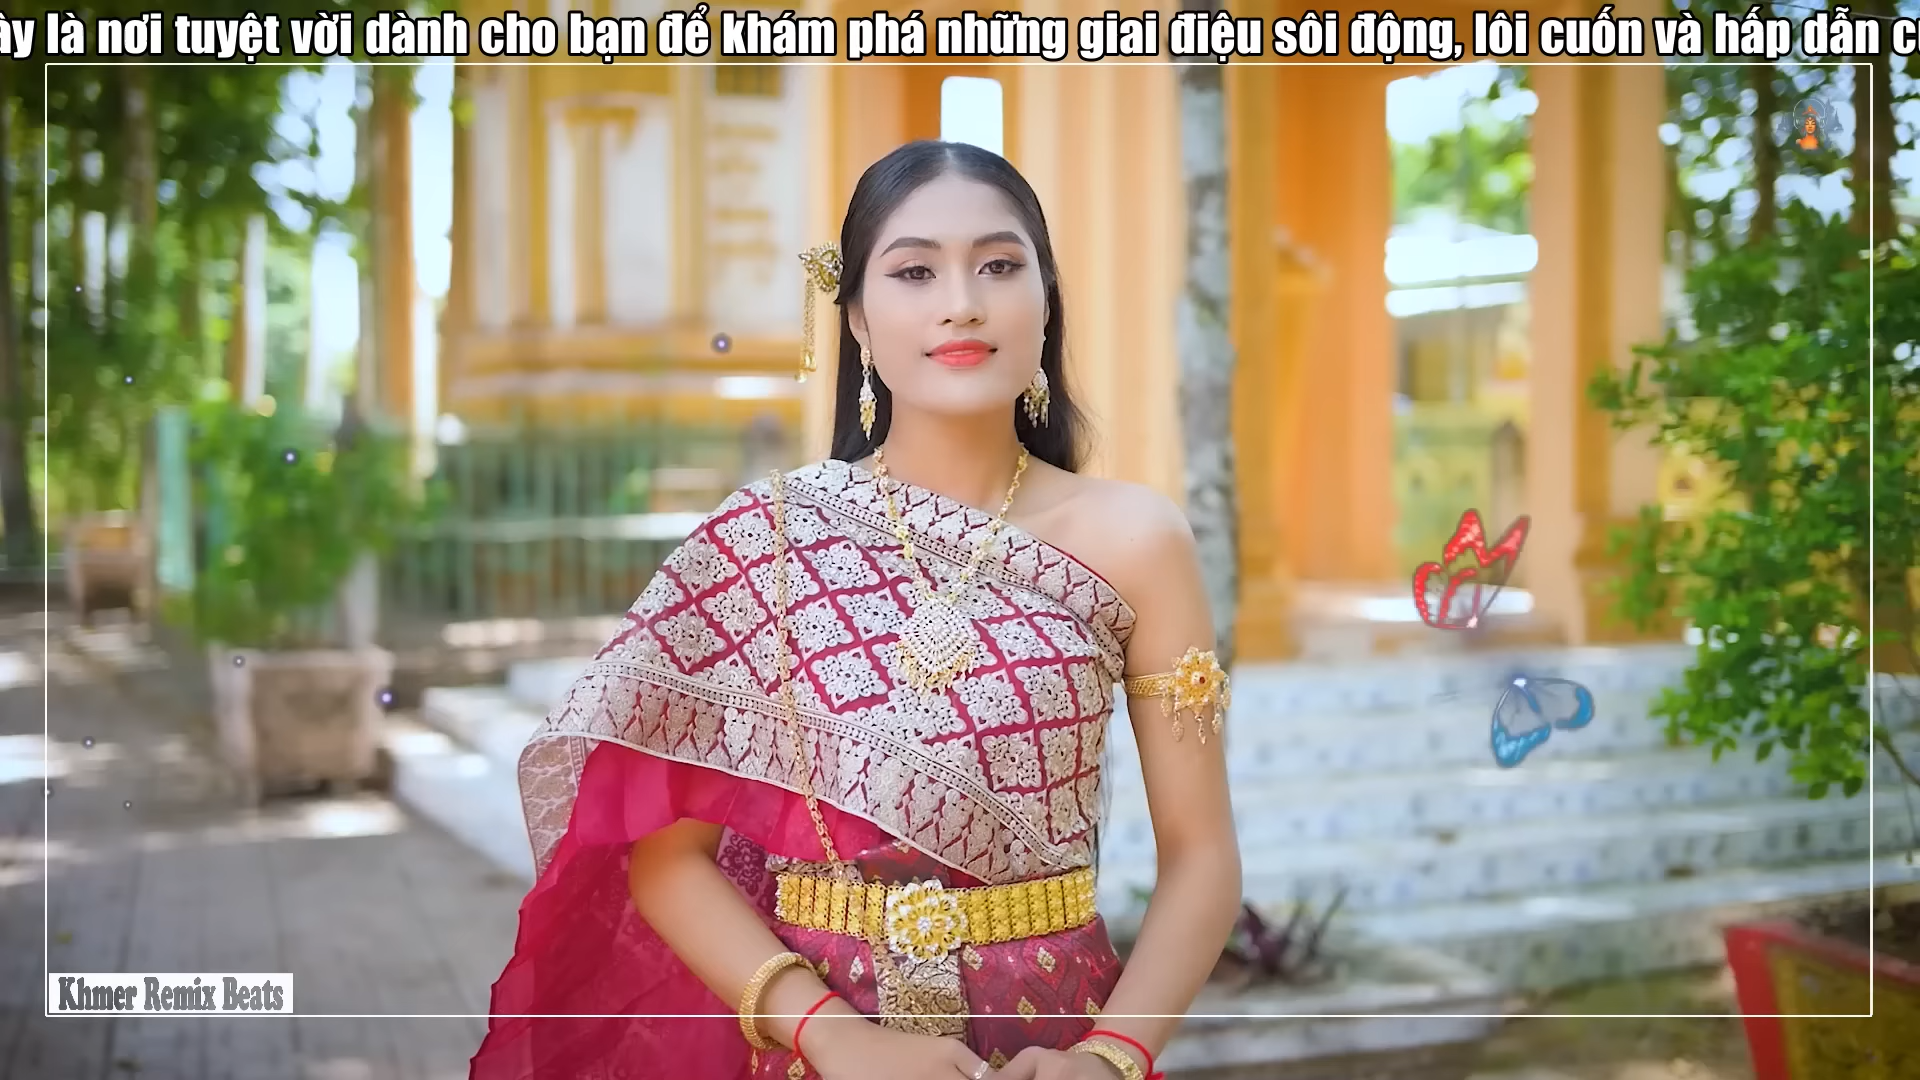 là nơi tuyệt vời dành cho bạn để khám phá những giai điệu sôi động, lôi cuốn và hấp dẫn
Khmer Remix Beats